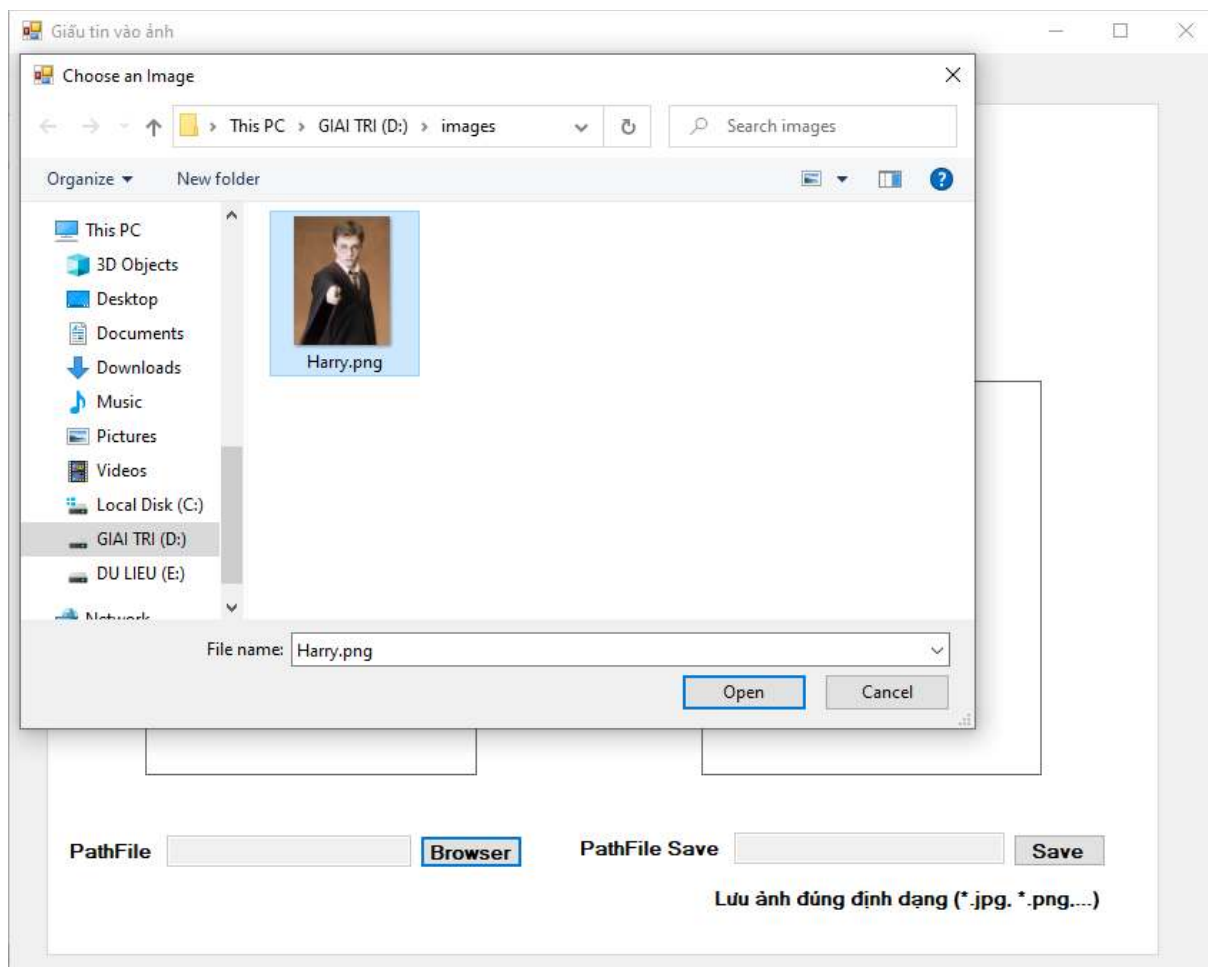 Giấu tin vào ảnh
Choose an Image
This PC > GIAI TRI (D:) > images
Search images
Organize
New folder
This PC
3D Objects
Desktop
Documents
Downloads
Music
Pictures
Videos
Local Disk (C:)
GIAI TRI (D:)
DU LIEU (E:)
Network
Harry.png
File name: Harry.png
Open
Cancel
PathFile
Browser
PathFile Save
Save
Lưu ảnh đúng định dạng (*.jpg, *.png,...)